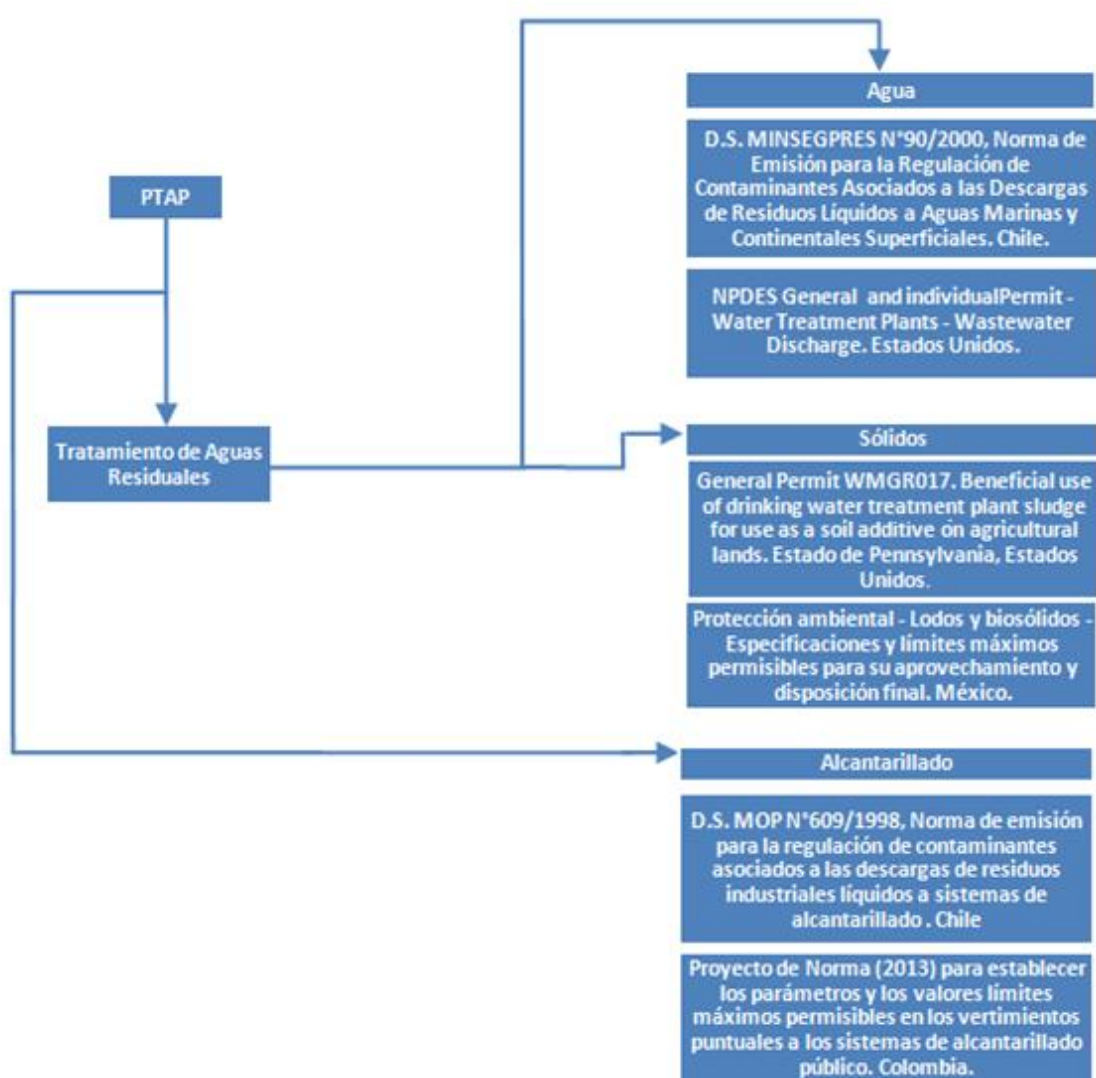 PTAP
Tratamiento de Aguas
Residuales
Agua
D.S. MINSEGPRES N°90/2000, Norma de
Emisión para la Regulación de
Contaminantes Asociados a las Descargas
de Residuos Líquidos a Aguas Marinas y
Continentales Superficiales. Chile.
NPDES General and individualPermit -
Water Treatment Plants - Wastewater
Discharge. Estados Unidos.
Sólidos
General Permit WMGR017. Beneficial use
of drinking water treatment plant sludge
for use as a soil additive on agricultural
lands. Estado de Pennsylvania, Estados
Unidos.
Protección ambiental - Lodos y biosólidos -
Especificaciones y límites máximos
permisibles para su aprovechamiento y
disposición final. México.
Alcantarillado
D.S. MOP N°609/1998, Norma de emisión
para la regulación de contaminantes
asociados a las descargas de residuos
industriales líquidos a sistemas de
alcantarillado . Chile
Proyecto de Norma (2013) para establecer
los parámetros y los valores límites
máximos permisibles en los vertimientos
puntuales a los sistemas de alcantarillado
público. Colombia.